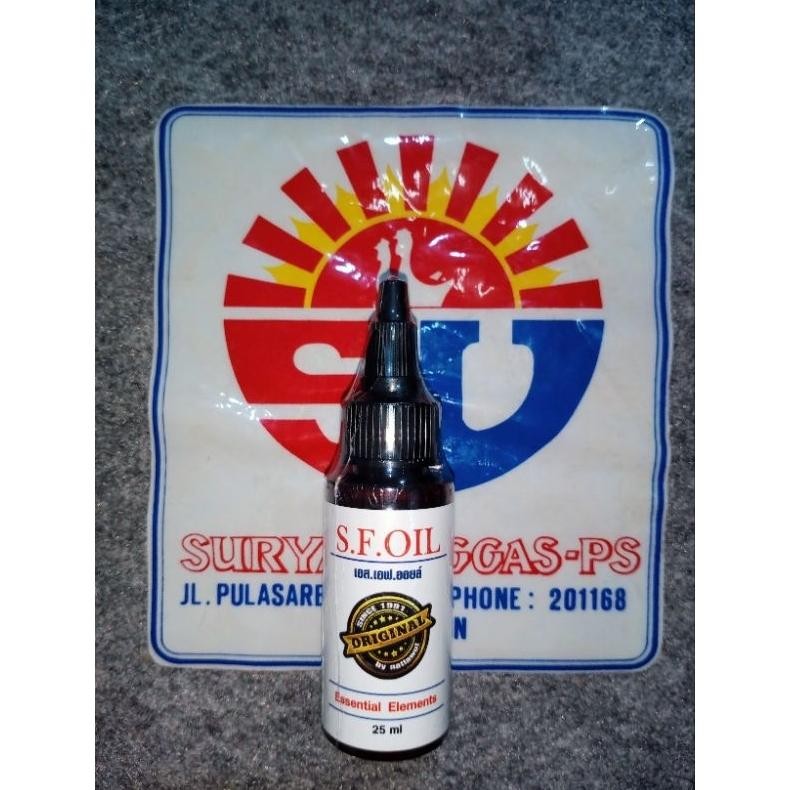 SU
SURYA GGAS-PS
JL. PULASARE PHONE : 201168
N
S.F.OIL
เอส.เอฟ.ออยล์
SINCE 1991
ORIGINAL
Essential Elements
25 ml